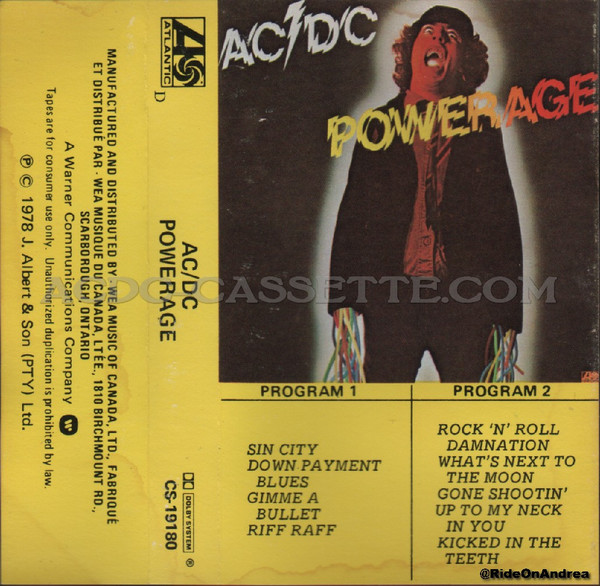 MANUFACTURED AND DISTRIBUTED BY - WEA MUSIC OF CANADA, LTD., FABRIQUÉ
ET DISTRIBUÉ PAR - WEA MUSIQUE DU CANADA, LTÉE., 1810 BIRCHMOUNT RD.,
SCARBOROUGH, ONTARIO
A Warner Communications Company
Tapes are for consumer use only. Unauthorized duplication is prohibited by law.
℗ © 1978 J. Albert & Son (PTY) Ltd.
ATLANTIC
D
AC/DC
POWERAGE
DOLBY SYSTEM ®
CS-19180
AC/DC
POWERAGE
ACDC-CASSETTE.COM
PROGRAM 1
SIN CITY
DOWN PAYMENT
BLUES
GIMME A
BULLET
RIFF RAFF
PROGRAM 2
ROCK 'N' ROLL
DAMNATION
WHAT'S NEXT TO
THE MOON
GONE SHOOTIN'
UP TO MY NECK
IN YOU
KICKED IN THE
TEETH
@RideOnAndrea